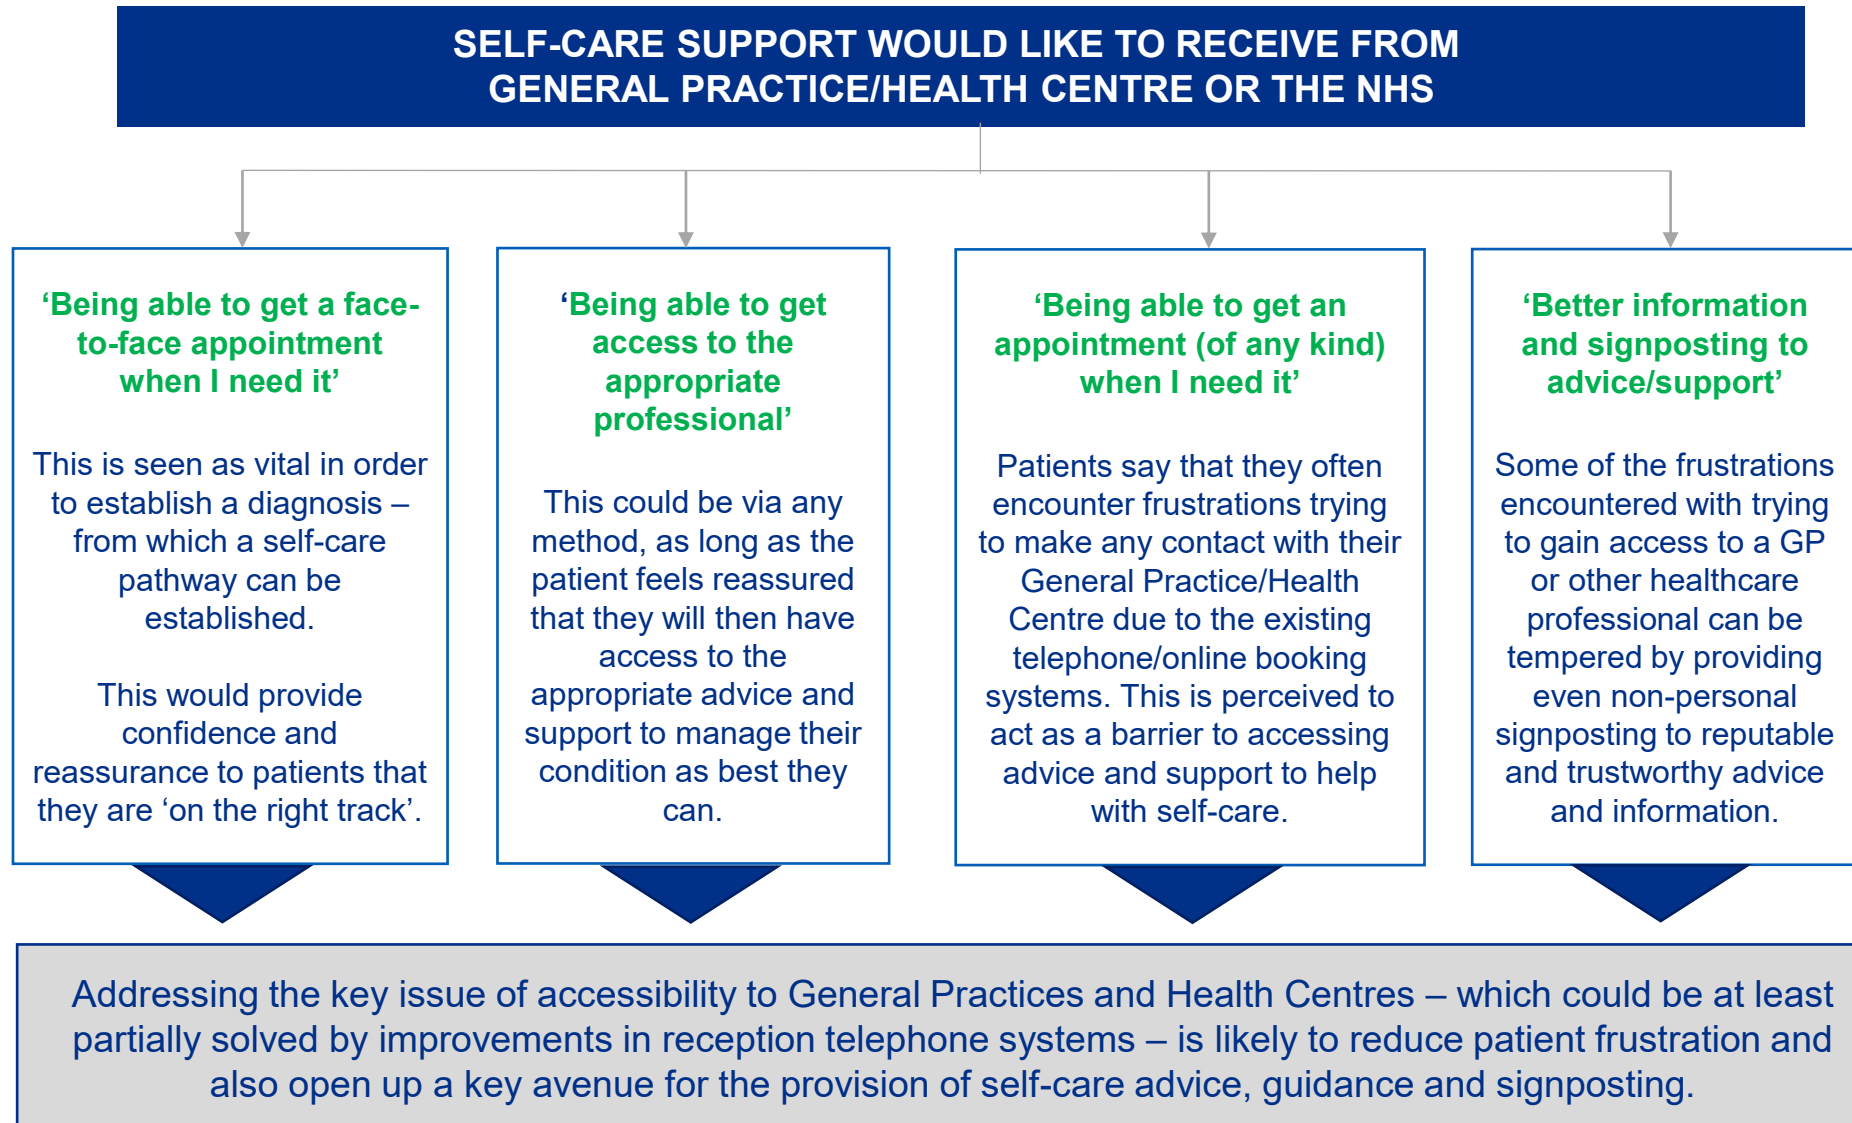 SELF-CARE SUPPORT WOULD LIKE TO RECEIVE FROM
GENERAL PRACTICE/HEALTH CENTRE OR THE NHS
‘Being able to get a face-
to-face appointment
when I need it’
This is seen as vital in order
to establish a diagnosis –
from which a self-care
pathway can be
established.
This would provide
confidence and
reassurance to patients that
they are ‘on the right track’.
‘Being able to get
access to the
appropriate
professional’
This could be via any
method, as long as the
patient feels reassured
that they will then have
access to the
appropriate advice and
support to manage their
condition as best they
can.
‘Being able to get an
appointment (of any kind)
when I need it’
Patients say that they often
encounter frustrations trying
to make any contact with their
General Practice/Health
Centre due to the existing
telephone/online booking
systems. This is perceived to
act as a barrier to accessing
advice and support to help
with self-care.
‘Better information
and signposting to
advice/support’
Some of the frustrations
encountered with trying
to gain access to a GP
or other healthcare
professional can be
tempered by providing
even non-personal
signposting to reputable
and trustworthy advice
and information.
Addressing the key issue of accessibility to General Practices and Health Centres – which could be at least
partially solved by improvements in reception telephone systems – is likely to reduce patient frustration and
also open up a key avenue for the provision of self-care advice, guidance and signposting.